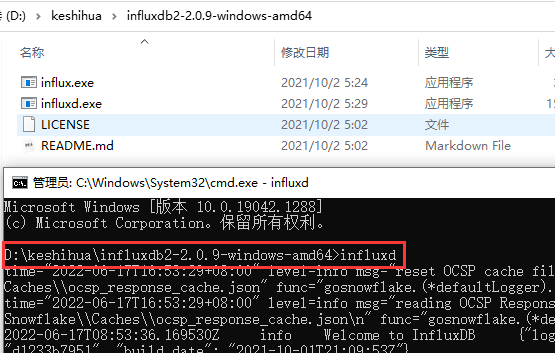 (D:) > keshihua > influxdb2-2.0.9-windows-amd64
名称 修改日期 类型
influx.exe 2021/10/2 5:24 应用程序
influxd.exe 2021/10/2 5:29 应用程序 15
LICENSE 2021/10/2 5:02 文件
README.md 2021/10/2 5:02 Markdown File
管理员: C:\Windows\System32\cmd.exe - influxd
Microsoft Windows [版本 10.0.19042.1288]
(c) Microsoft Corporation。保留所有权利。
D:\keshihua\influxdb2-2.0.9-windows-amd64>influxd
time="2022-06-17T16:53:29+08:00" level=info msg="reset OCSP cache fil
Caches\\ocsp_response_cache.json" func="gosnowflake.(*defaultLogger).
time="2022-06-17T16:53:29+08:00" level=info msg="reading OCSP Respons
Snowflake\\Caches\\ocsp_response_cache.json\n" func="gosnowflake.(*de
2022-06-17T08:53:36.169530Z info Welcome to InfluxDB {"log
"d1233b7951", "build_date": "2021-10-01T21:09:53Z"}